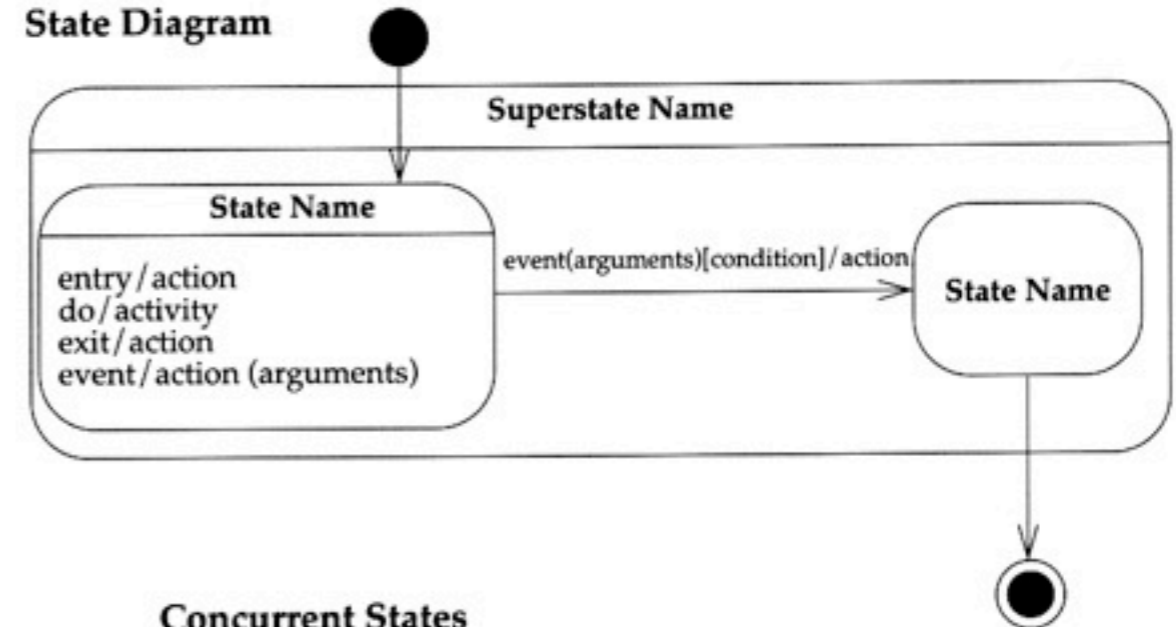 State Diagram
Superstate Name
State Name
entry/action
do/activity
exit/action
event/action (arguments)
event(arguments)[condition]/action
State Name
Concurrent States